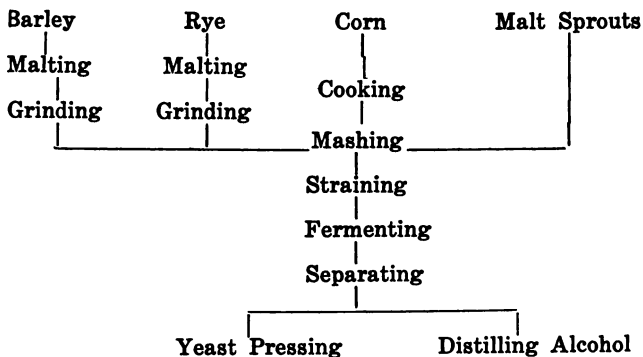 Barley Rye Corn Malt Sprouts
Malting Malting
Cooking
Grinding Grinding
Mashing
Straining
Fermenting
Separating
Yeast Pressing Distilling Alcohol